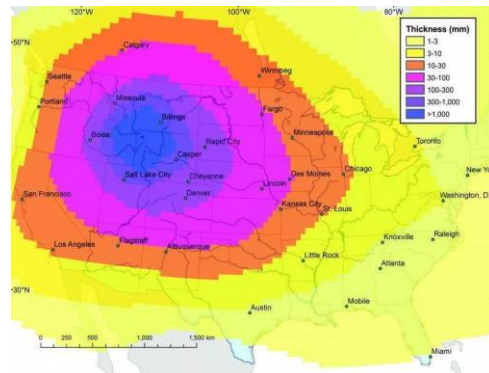 120°W
100°W
80°W
Thickness (mm)
1-3
3-10
10-30
30-100
100-300
300-1,000
>1,000
50°N
Calgary
Winnipeg
Seattle
Portland
Missoula
Billings
Fargo
Minneapolis
Boise
Rapid City
Toronto
Casper
New Yo
Salt Lake City
Cheyenne
Des Moines
Chicago
Denver
Lincoln
Washington, D
San Francisco
Kansas City
St. Louis
Los Angeles
Flagstaff
Albuquerque
Knoxville
Raleigh
Little Rock
Atlanta
30°N
Austin
Mobile
Miami
0 250 500 1,000 1,500 km